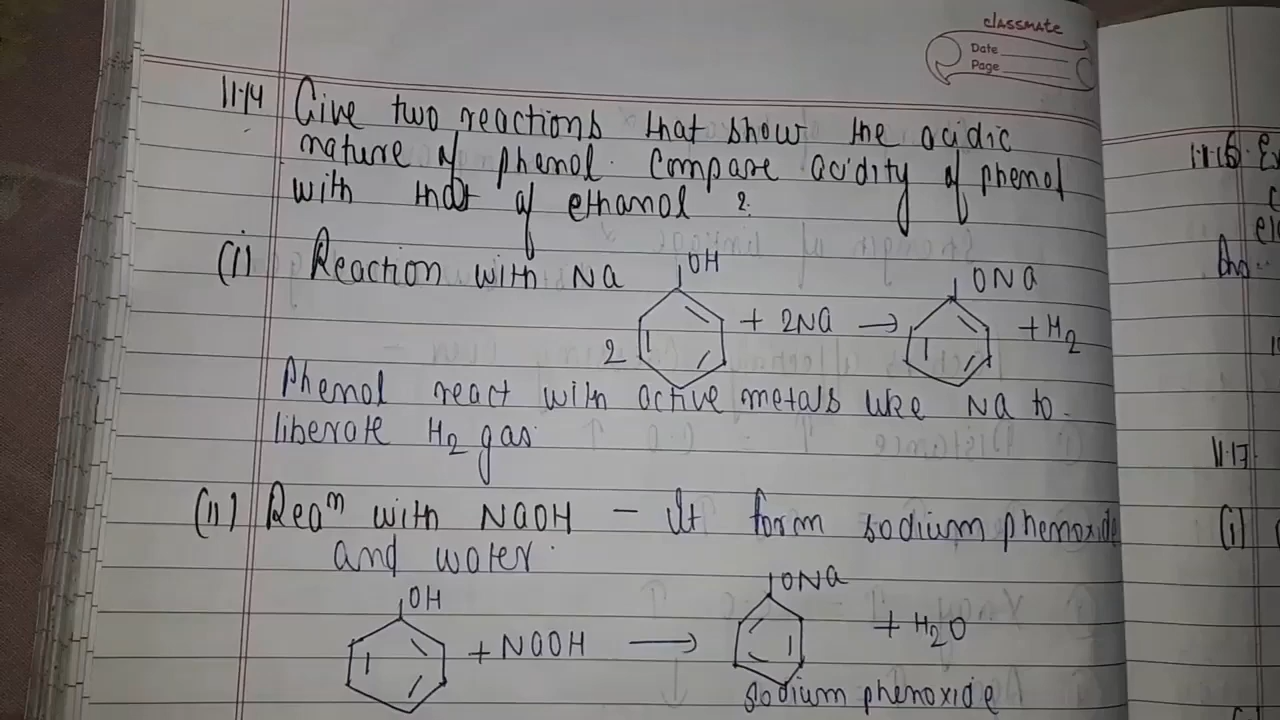 classmate
Date
Page
11.14 Give two reactions that show the acidic
nature of phenol. Compare acidity of phenol
with that of ethanol ?
(i) Reaction with Na
OH
ONa
2 + 2Na → + H2
Phenol react with active metals like Na to
liberate H2 gas
(ii) Rean with NaOH - It form sodium phenoxide
and water.
OH
ONa
+ NaOH → + H2O
Sodium phenoxide
11.17
(i)